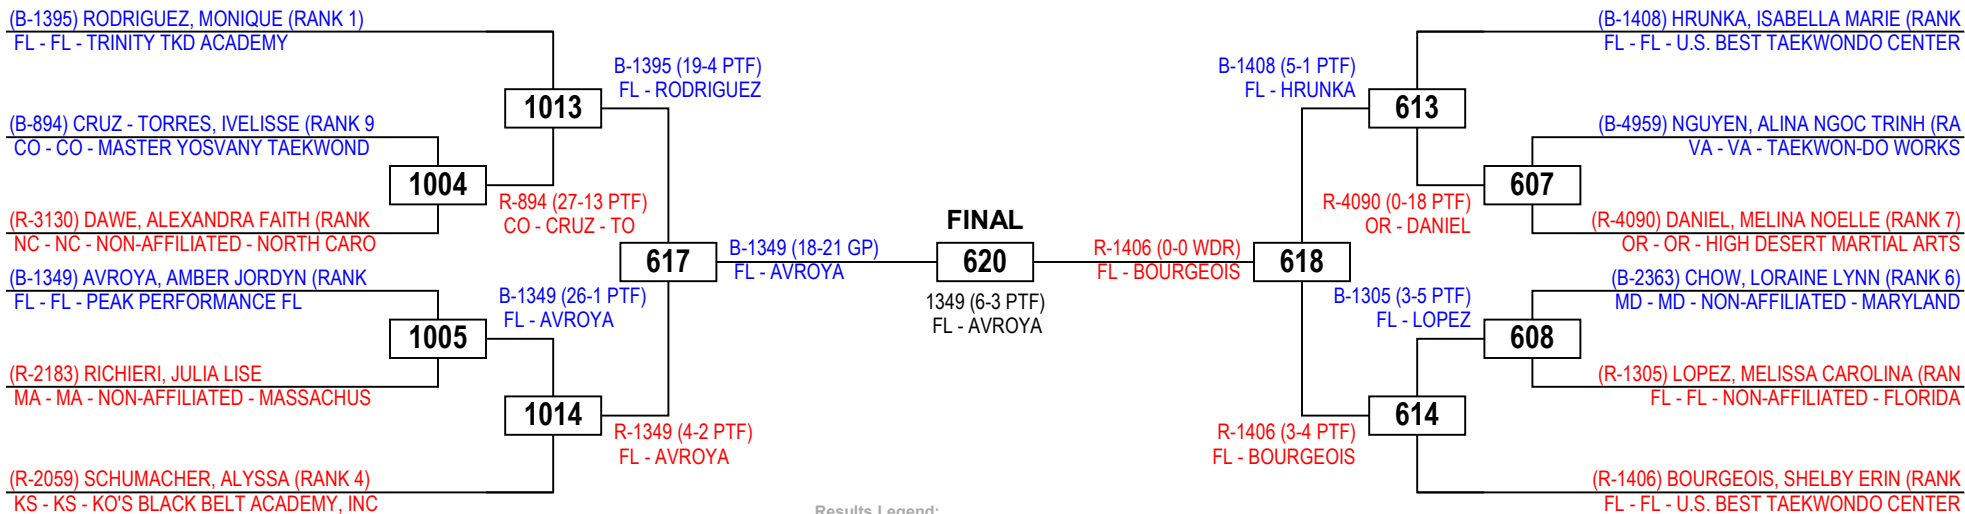 (B-1395) RODRIGUEZ, MONIQUE (RANK 1)
FL - FL - TRINITY TKD ACADEMY
(B-894) CRUZ - TORRES, IVELISSE (RANK 9
CO - CO - MASTER YOSVANY TAEKWOND
(R-3130) DAWE, ALEXANDRA FAITH (RANK
NC - NC - NON-AFFILIATED - NORTH CARO
(B-1349) AVROYA, AMBER JORDYN (RANK
FL - FL - PEAK PERFORMANCE FL
(R-2183) RICHIERI, JULIA LISE
MA - MA - NON-AFFILIATED - MASSACHUS
(R-2059) SCHUMACHER, ALYSSA (RANK 4)
KS - KS - KO'S BLACK BELT ACADEMY, INC
1004
1005
1013
1014
B-1395 (19-4 PTF)
FL - RODRIGUEZ
R-894 (27-13 PTF)
CO - CRUZ - TO
B-1349 (26-1 PTF)
FL - AVROYA
R-1349 (4-2 PTF)
FL - AVROYA
617
B-1349 (18-21 GP)
FL - AVROYA
FINAL
620
1349 (6-3 PTF)
FL - AVROYA
R-1406 (0-0 WDR)
FL - BOURGEOIS
618
B-1408 (5-1 PTF)
FL - HRUNKA
R-4090 (0-18 PTF)
OR - DANIEL
B-1305 (3-5 PTF)
FL - LOPEZ
R-1406 (3-4 PTF)
FL - BOURGEOIS
613
614
607
608
(B-1408) HRUNKA, ISABELLA MARIE (RANK
FL - FL - U.S. BEST TAEKWONDO CENTER
(B-4959) NGUYEN, ALINA NGOC TRINH (RA
VA - VA - TAEKWON-DO WORKS
(R-4090) DANIEL, MELINA NOELLE (RANK 7)
OR - OR - HIGH DESERT MARTIAL ARTS
(B-2363) CHOW, LORAINE LYNN (RANK 6)
MD - MD - NON-AFFILIATED - MARYLAND
(R-1305) LOPEZ, MELISSA CAROLINA (RAN
FL - FL - NON-AFFILIATED - FLORIDA
(R-1406) BOURGEOIS, SHELBY ERIN (RANK
FL - FL - U.S. BEST TAEKWONDO CENTER
Results Legend: